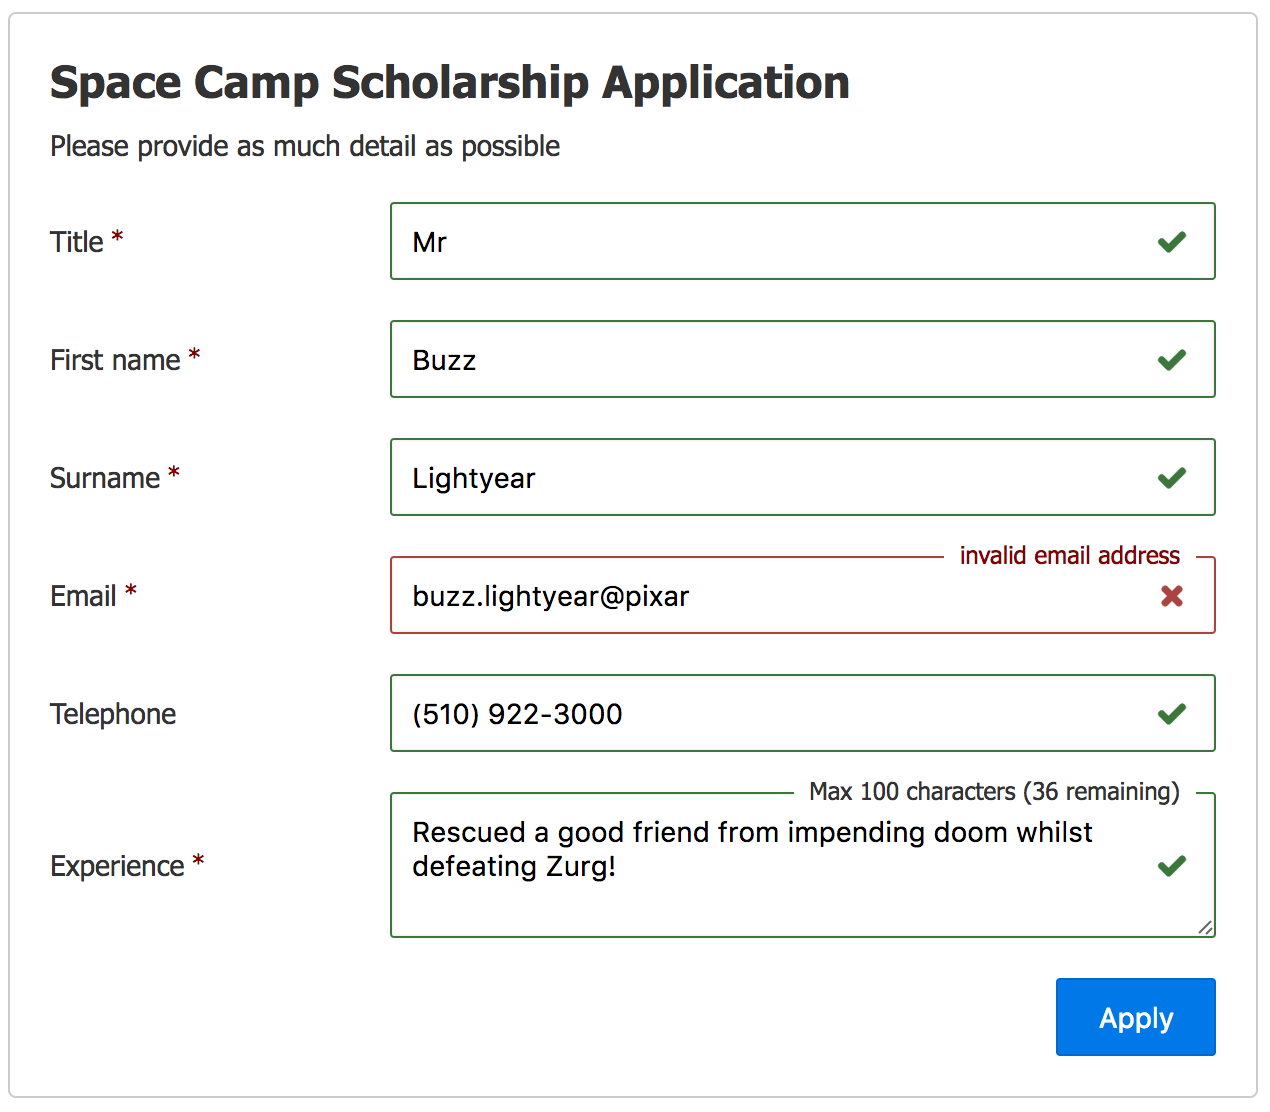 Space Camp Scholarship Application
Please provide as much detail as possible
Title *
Mr
First name *
Buzz
Surname *
Lightyear
invalid email address
Email *
buzz.lightyear@pixar
Telephone
(510) 922-3000
Max 100 characters (36 remaining)
Experience *
Rescued a good friend from impending doom whilst
defeating Zurg!
Apply